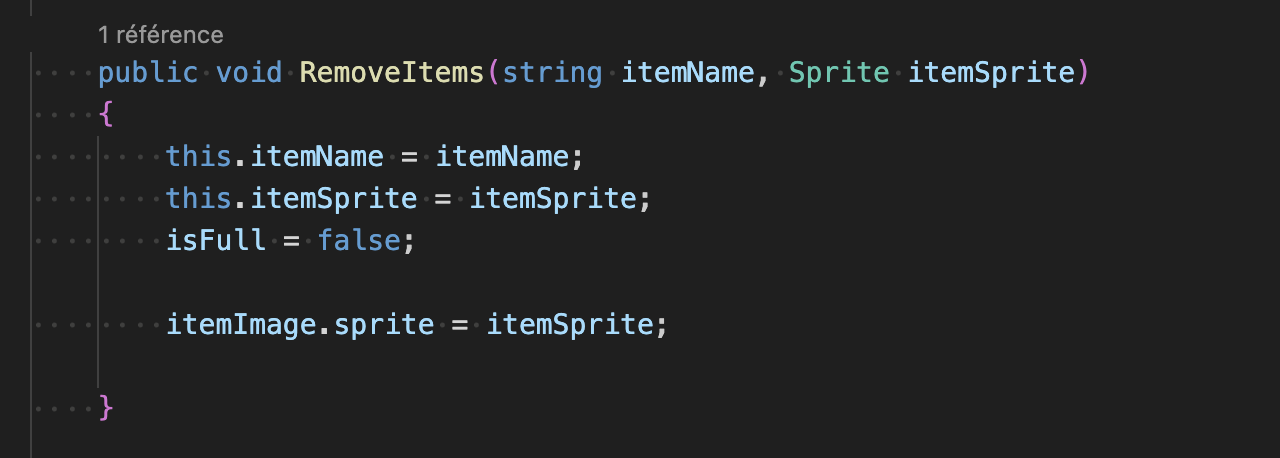 1 référence
public void RemoveItems(string itemName, Sprite itemSprite)
{
this.itemName = itemName;
this.itemSprite = itemSprite;
isFull = false;
itemImage.sprite = itemSprite;
}